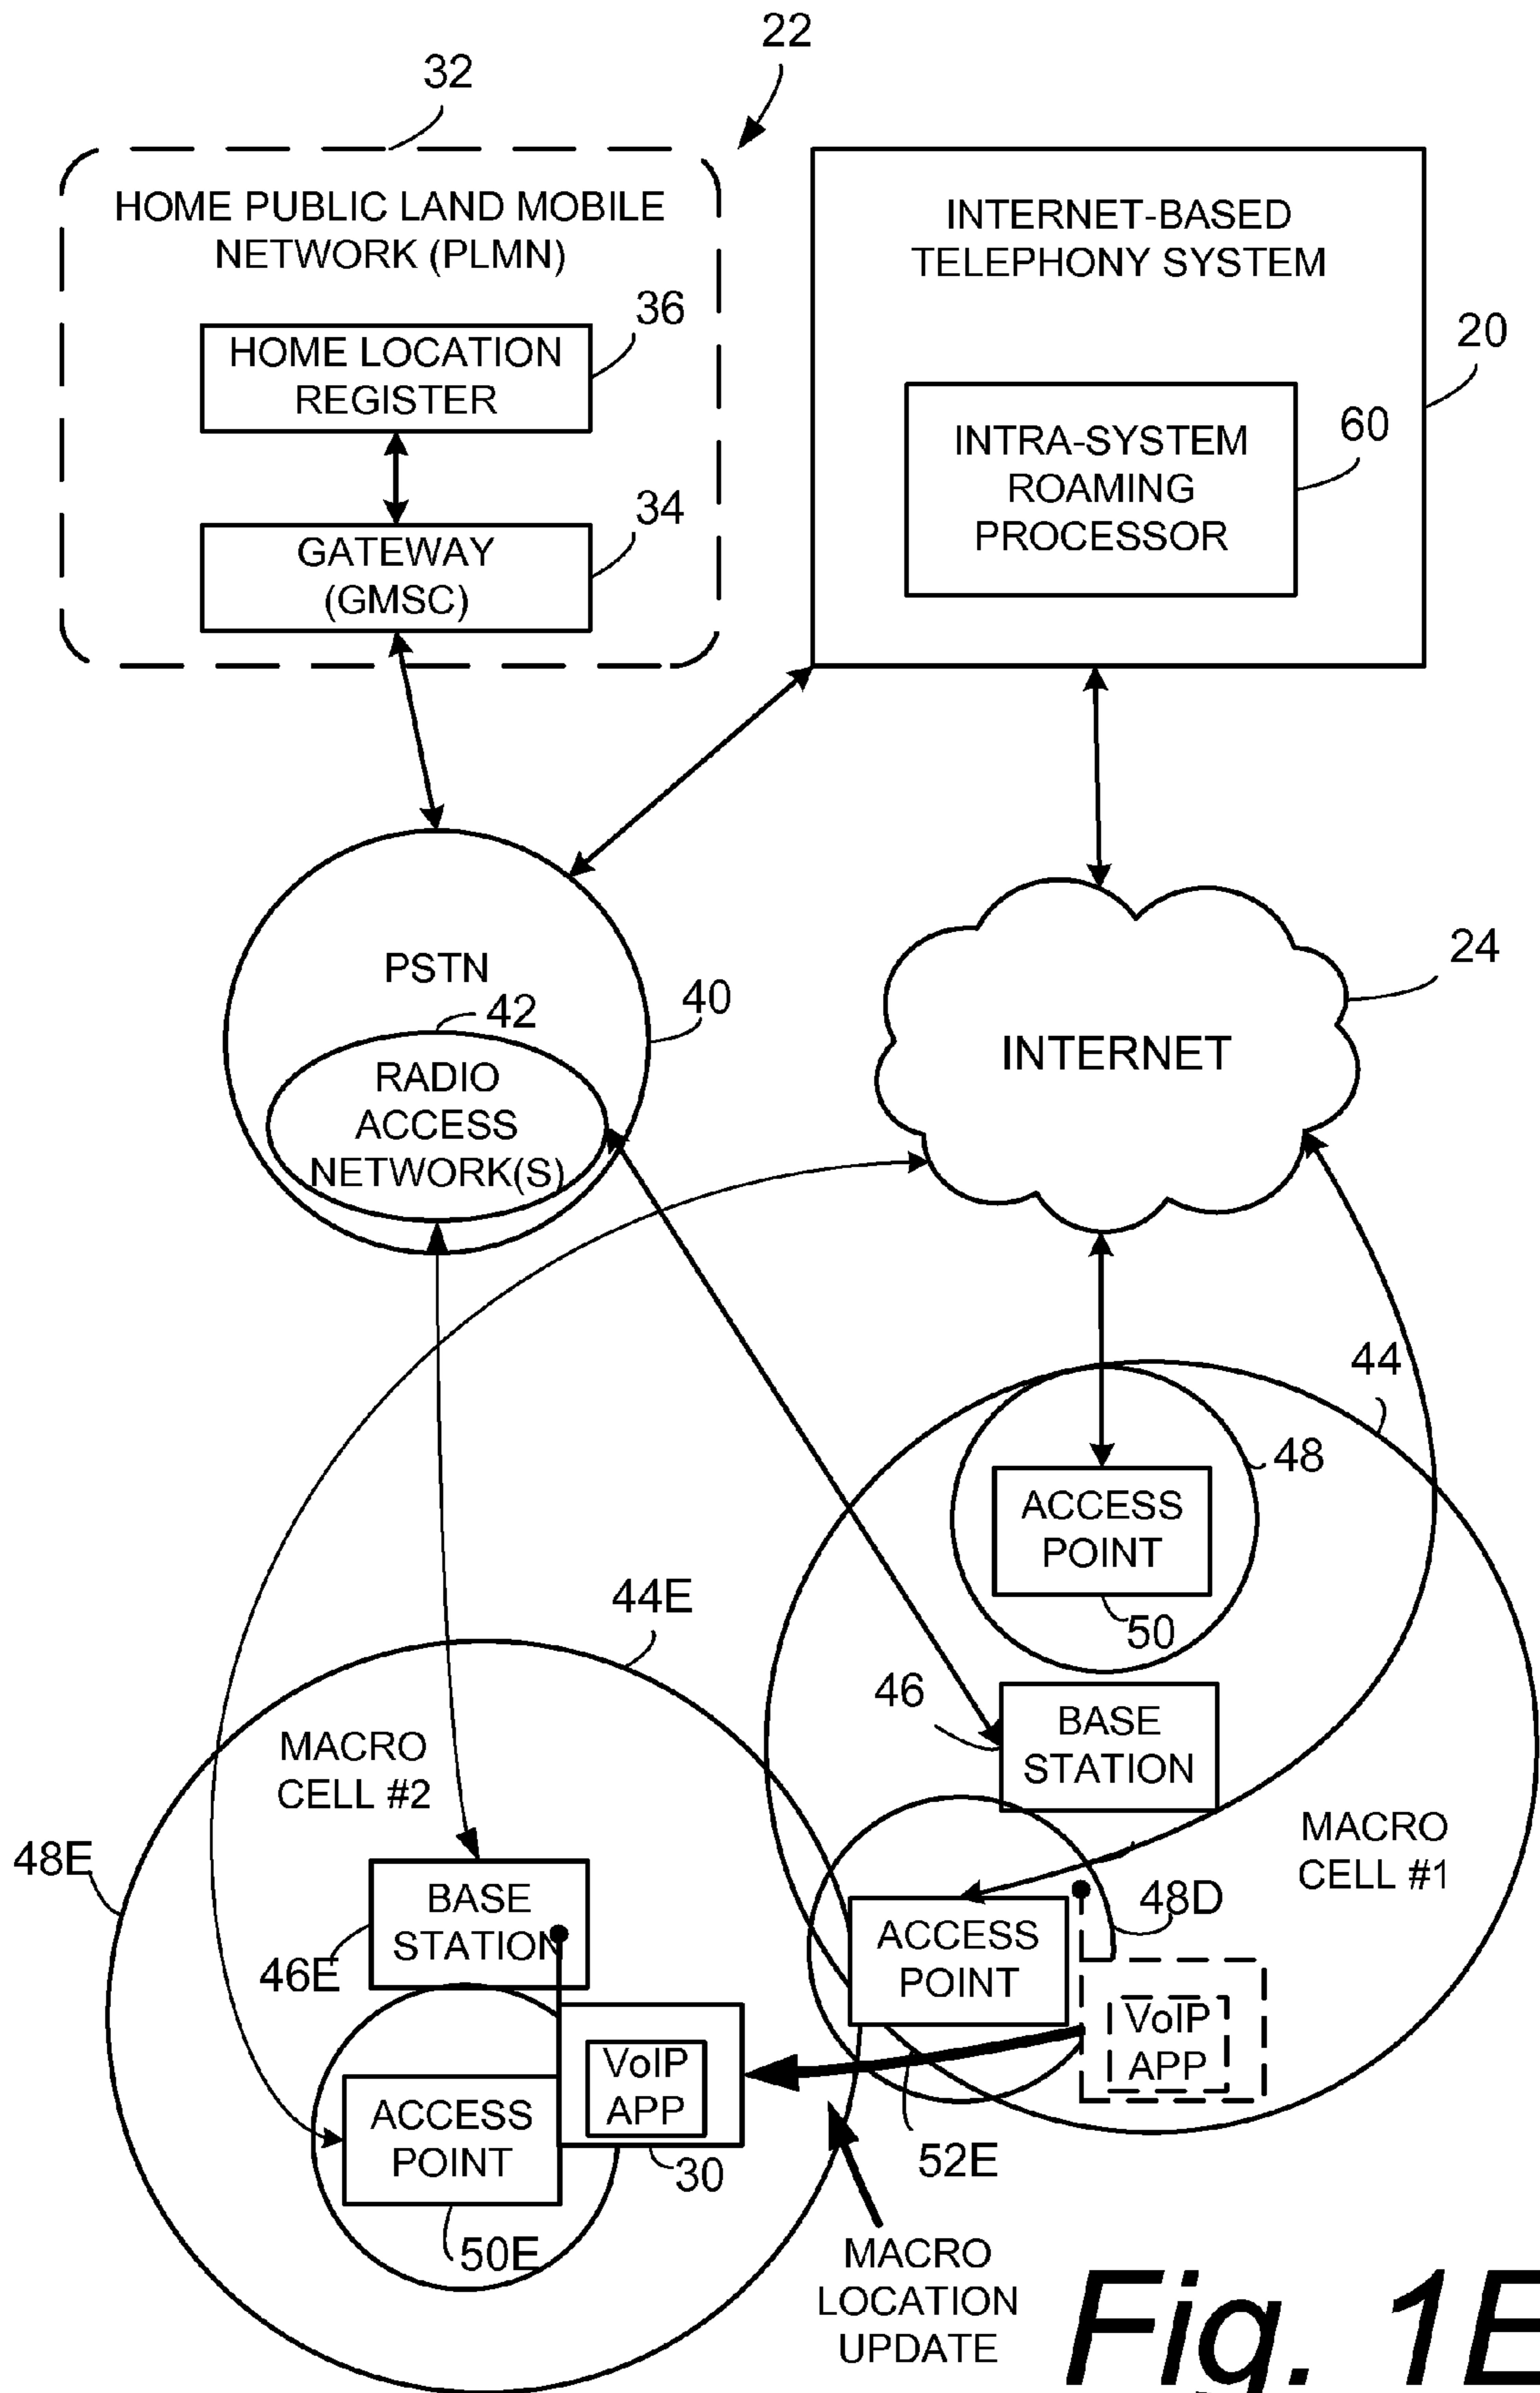 22
32
HOME PUBLIC LAND MOBILE
NETWORK (PLMN)
36
HOME LOCATION
REGISTER
34
GATEWAY
(GMSC)
INTERNET-BASED
TELEPHONY SYSTEM
20
60
INTRA-SYSTEM
ROAMING
PROCESSOR
PSTN
42
40
RADIO
ACCESS
NETWORK(S)
24
INTERNET
44
48
ACCESS
POINT
50
44E
46
BASE
STATION
MACRO
CELL #2
MACRO
CELL #1
48E
BASE
STATION
46E
48D
ACCESS
POINT
VoIP
APP
VoIP
APP
ACCESS
POINT
30
52E
50E
MACRO
LOCATION
UPDATE
Fig. 1E